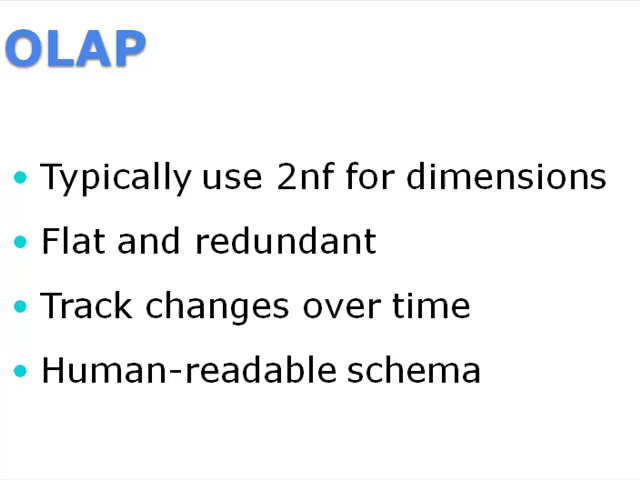 OLAP
• Typically use 2nf for dimensions
• Flat and redundant
• Track changes over time
• Human-readable schema